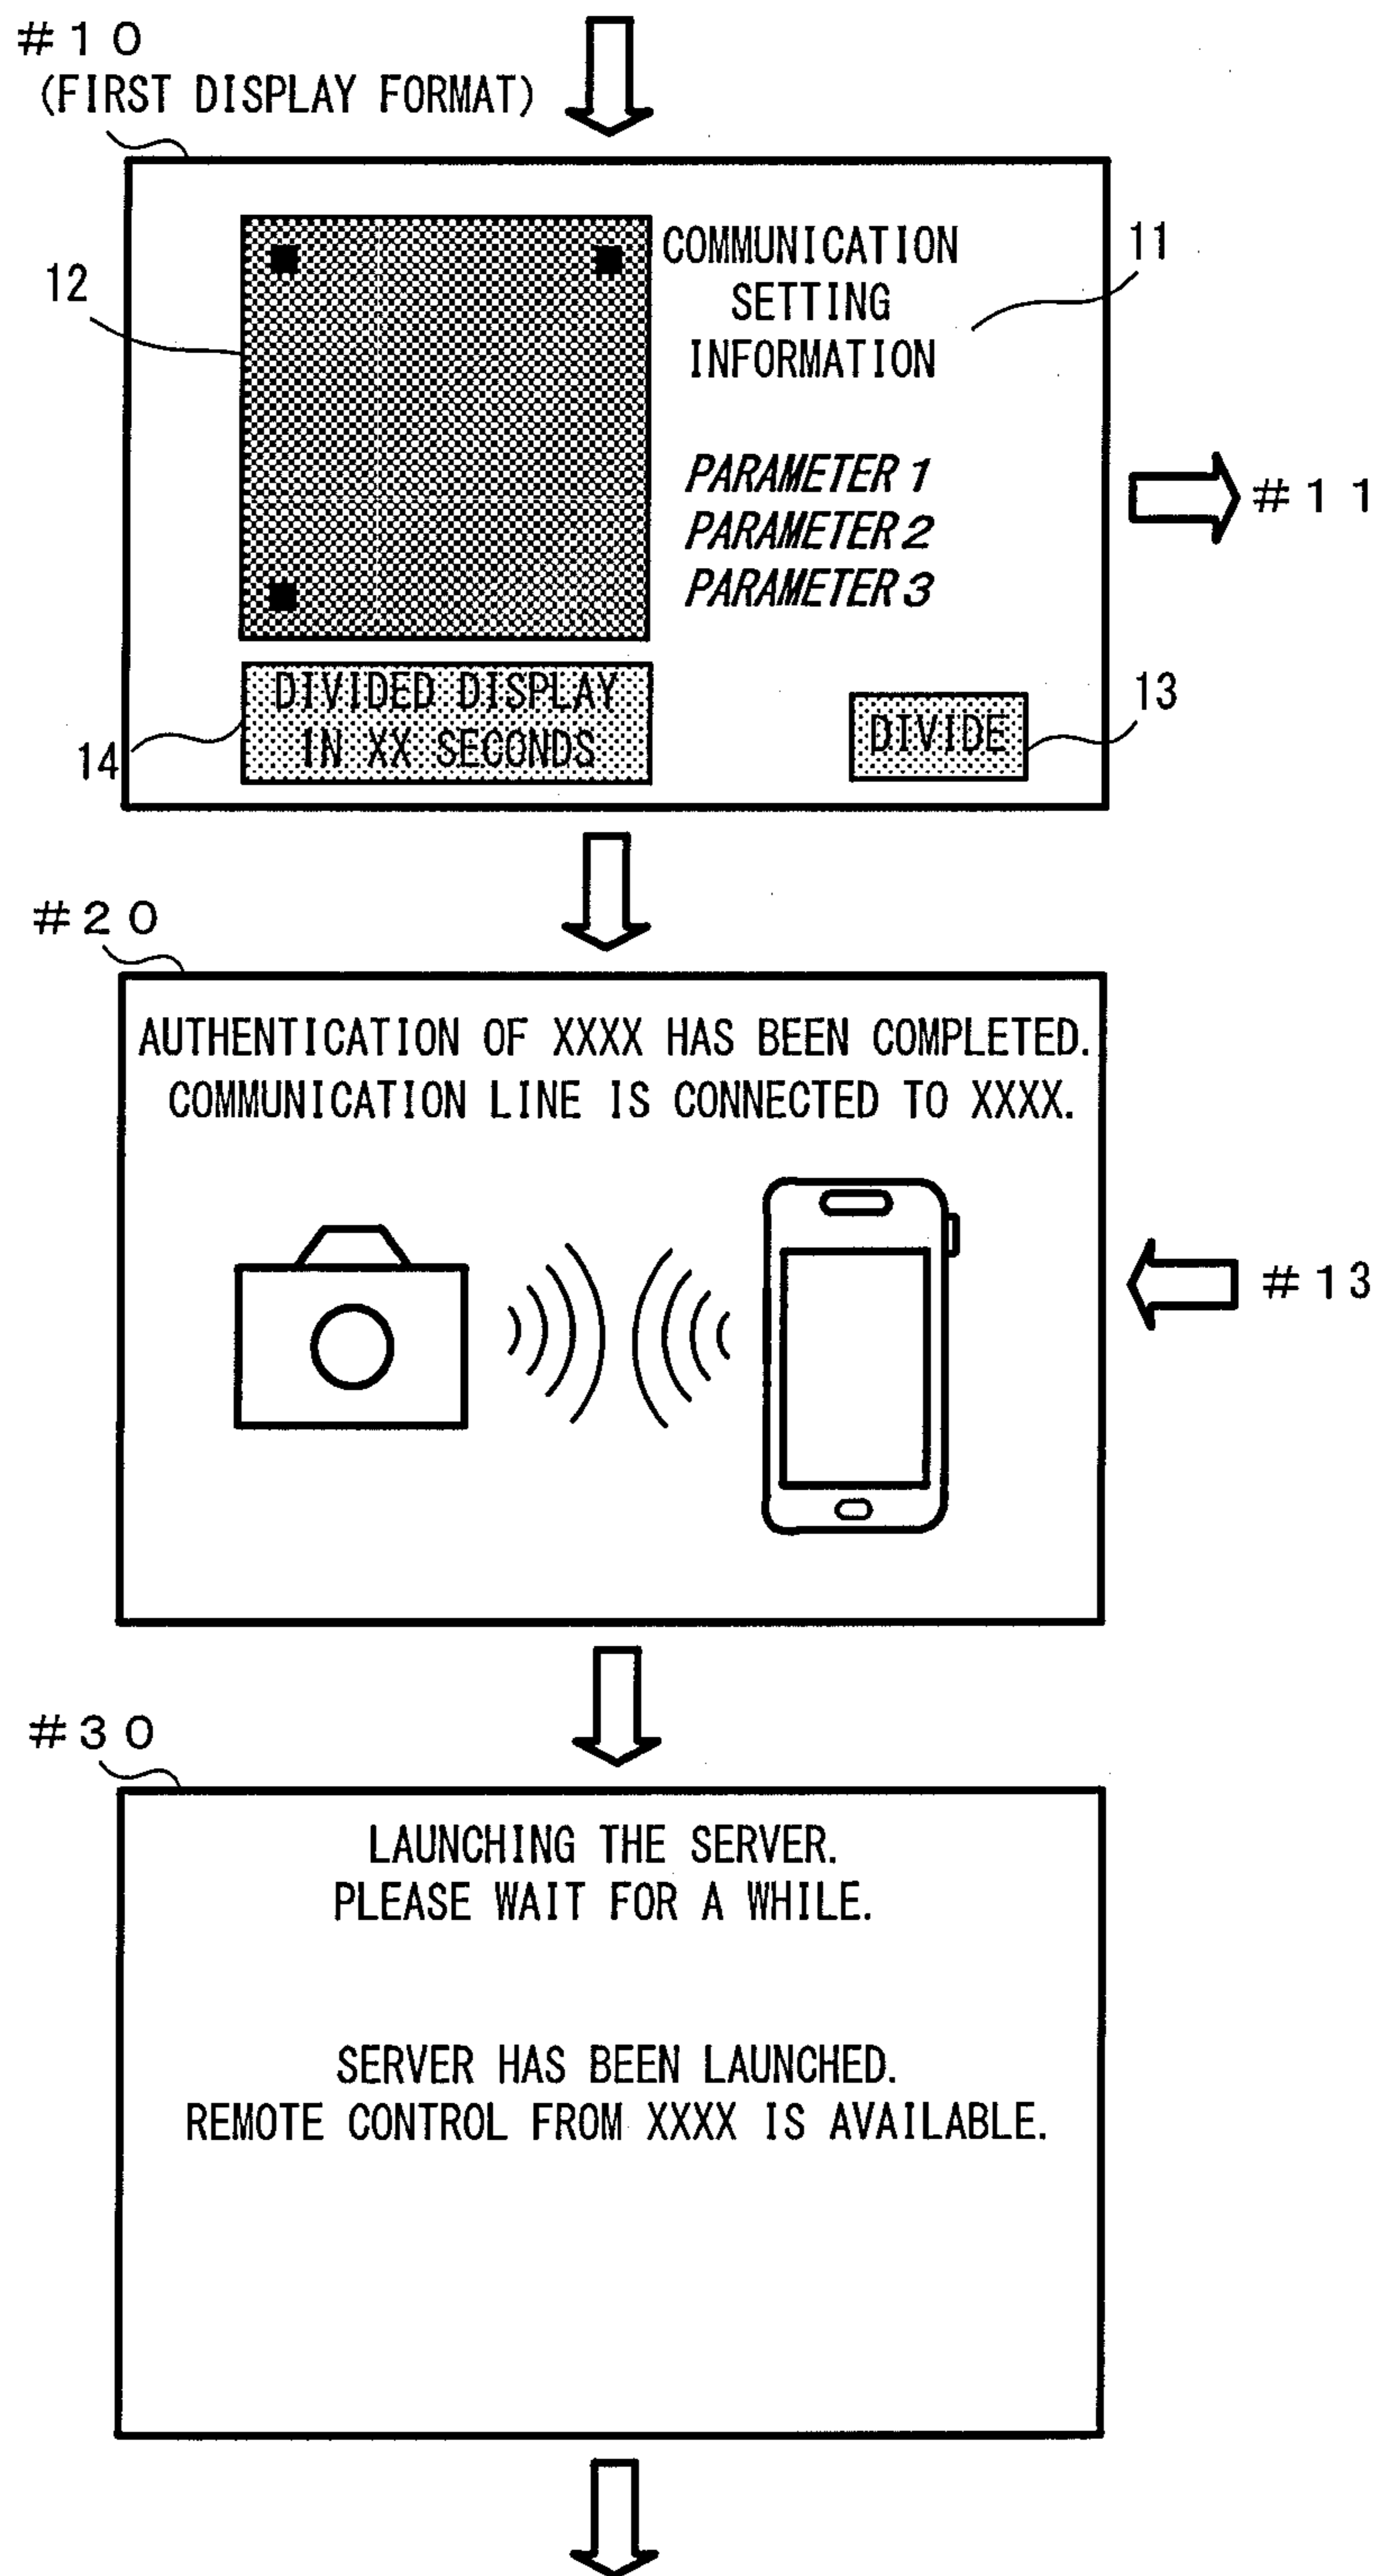 #10
(FIRST DISPLAY FORMAT)
12
COMMUNICATION
SETTING
INFORMATION
11
PARAMETER 1
PARAMETER 2
PARAMETER 3
#11
DIVIDED DISPLAY
IN XX SECONDS
14
DIVIDE
13
#20
AUTHENTICATION OF XXXX HAS BEEN COMPLETED.
COMMUNICATION LINE IS CONNECTED TO XXXX.
#13
#30
LAUNCHING THE SERVER.
PLEASE WAIT FOR A WHILE.
SERVER HAS BEEN LAUNCHED.
REMOTE CONTROL FROM XXXX IS AVAILABLE.